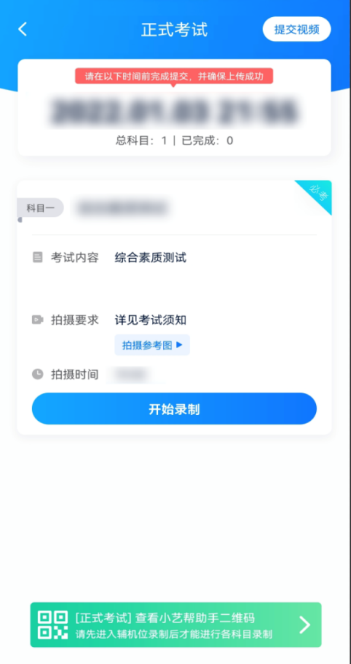 正式考试
提交视频
请在以下时间前完成提交，并确保上传成功
总科目：1 | 已完成：0
必考
科目一
考试内容 综合素质测试
拍摄要求 详见考试须知
拍摄参考图
拍摄时间
开始录制
[正式考试] 查看小艺帮助手二维码
请先进入辅机位录制后才能进行各科目录制